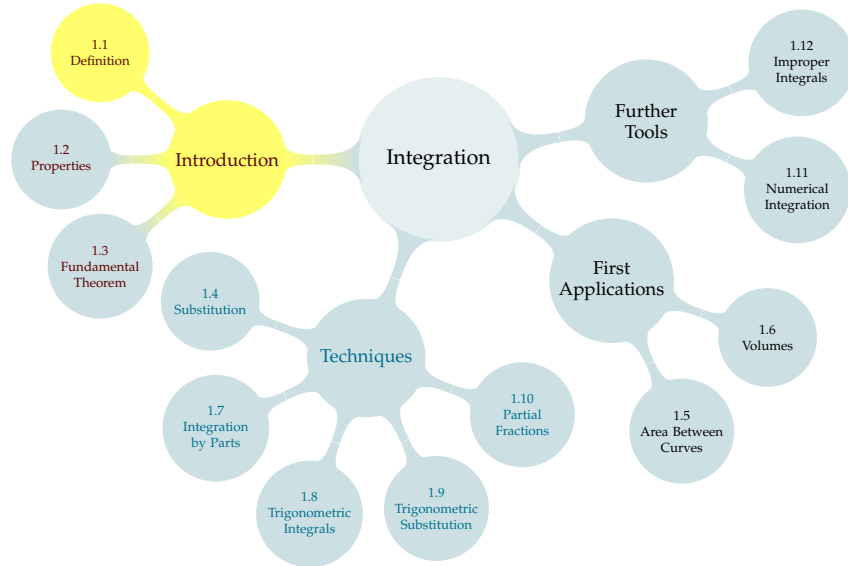 Integration
Introduction
1.1
Definition
1.2
Properties
1.3
Fundamental
Theorem
Techniques
1.4
Substitution
1.7
Integration
by Parts
1.8
Trigonometric
Integrals
1.9
Trigonometric
Substitution
1.10
Partial
Fractions
First
Applications
1.5
Area Between
Curves
1.6
Volumes
Further
Tools
1.11
Numerical
Integration
1.12
Improper
Integrals